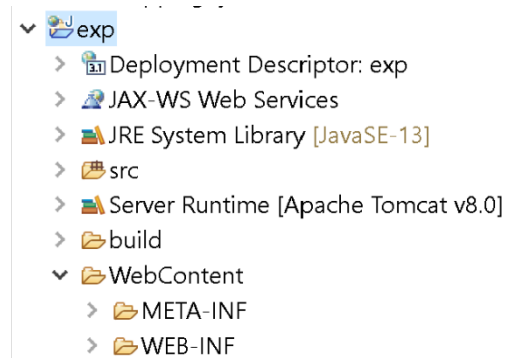 exp
Deployment Descriptor: exp
JAX-WS Web Services
JRE System Library [JavaSE-13]
src
Server Runtime [Apache Tomcat v8.0]
build
WebContent
META-INF
WEB-INF